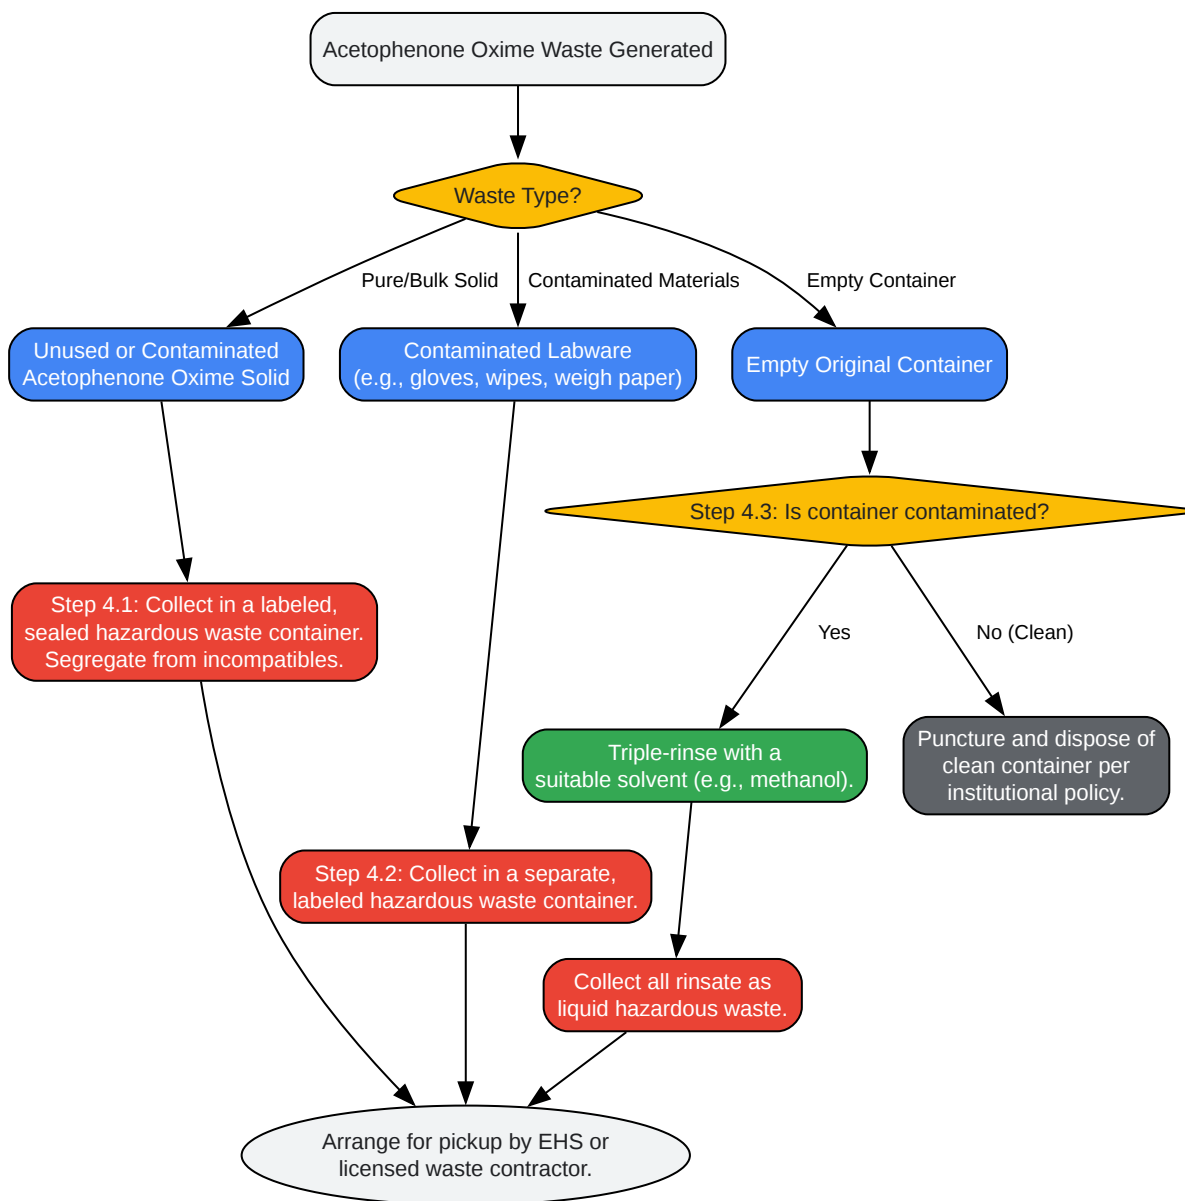 Acetophenone Oxime Waste Generated
Waste Type?
Pure/Bulk Solid
Contaminated Materials
Empty Container
Unused or Contaminated
Acetophenone Oxime Solid
Contaminated Labware
(e.g., gloves, wipes, weigh paper)
Empty Original Container
Step 4.3: Is container contaminated?
Step 4.1: Collect in a labeled,
sealed hazardous waste container.
Segregate from incompatibles.
Yes
No (Clean)
Triple-rinse with a
suitable solvent (e.g., methanol).
Puncture and dispose of
clean container per
institutional policy.
Step 4.2: Collect in a separate,
labeled hazardous waste container.
Collect all rinsate as
liquid hazardous waste.
Arrange for pickup by EHS or
licensed waste contractor.